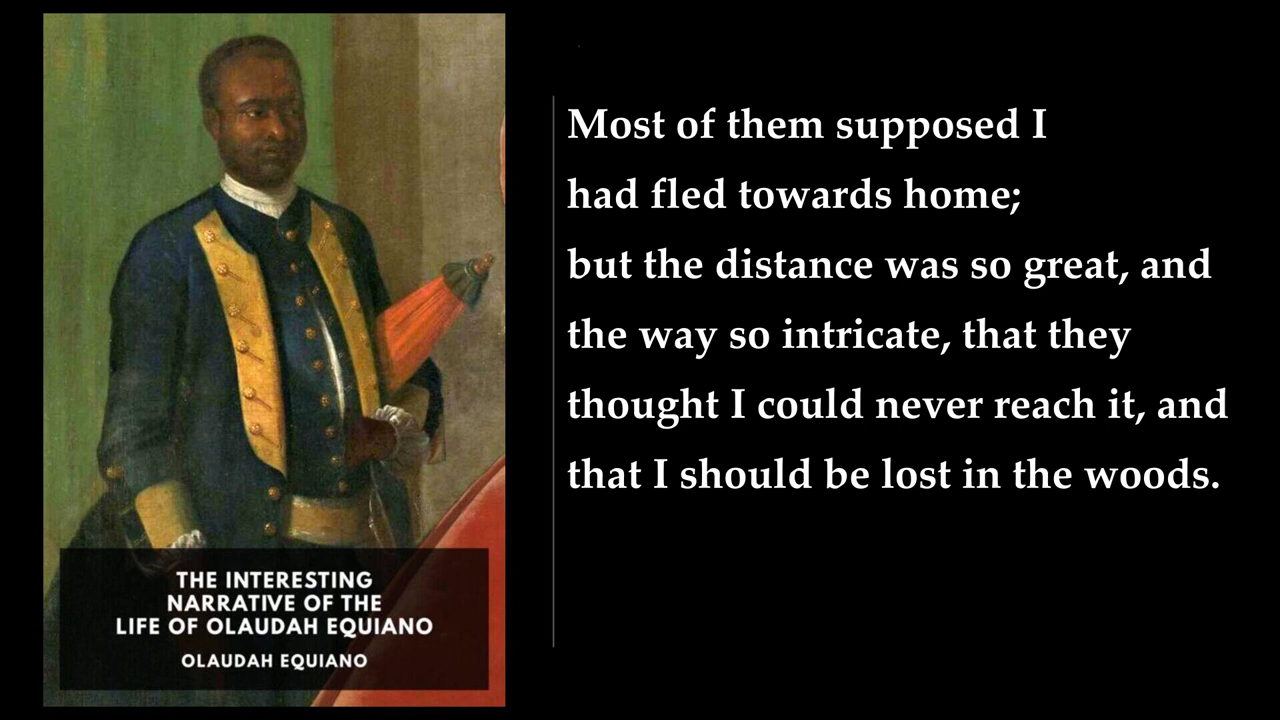 Most of them supposed I
had fled towards home;
but the distance was so great, and
the way so intricate, that they
thought I could never reach it, and
that I should be lost in the woods.
THE INTERESTING
NARRATIVE OF THE
LIFE OF OLAUDAH EQUIANO
OLAUDAH EQUIANO